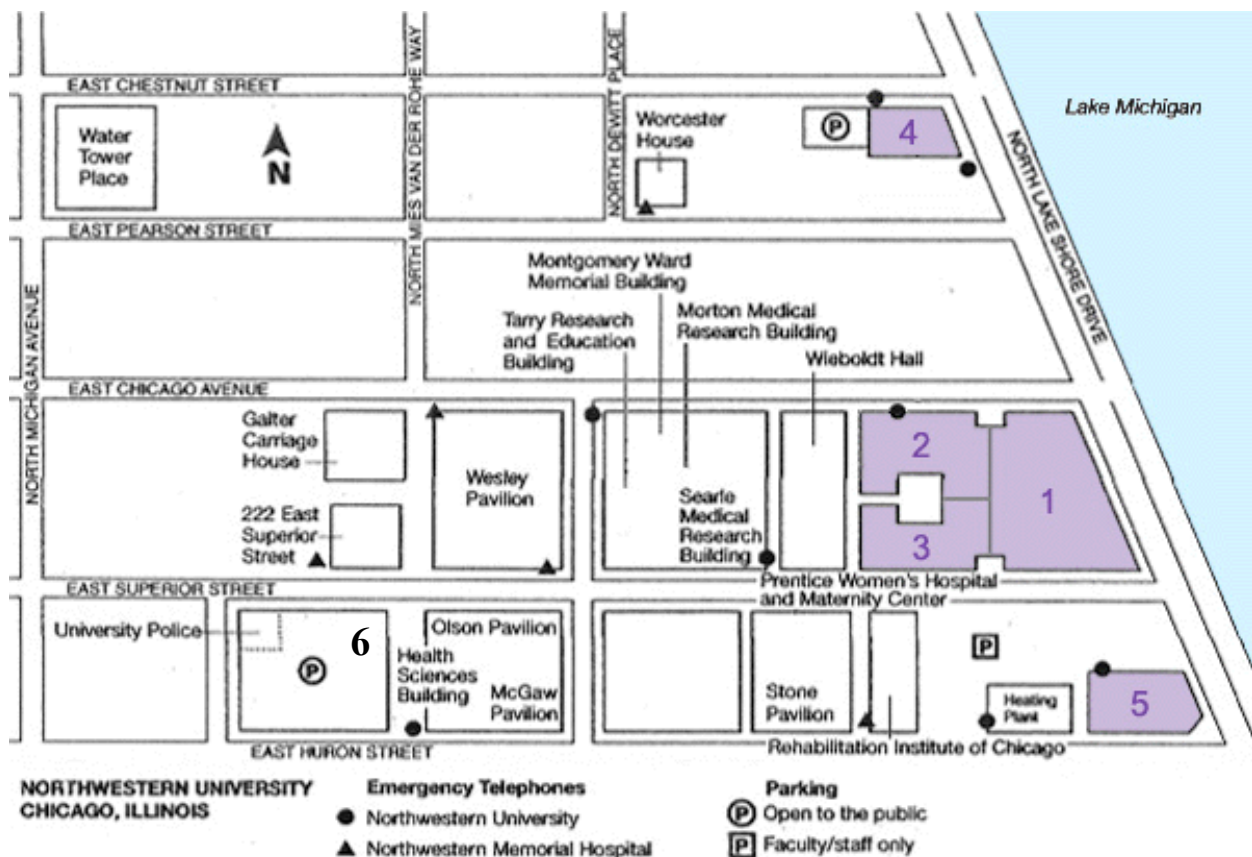 EAST CHESTNUT STREET
NORTH MIES VAN DER ROHE WAY
NORTH DEWITT PLACE
Lake Michigan
Water
Tower
Place
N
Worcester
House
P
4
NORTH LAKE SHORE DRIVE
EAST PEARSON STREET
NORTH MICHIGAN AVENUE
Montgomery Ward
Memorial Building
Tarry Research
and Education
Building
Morton Medical
Research Building
Wieboldt Hall
EAST CHICAGO AVENUE
Galter
Carriage
House
Wesley
Pavilion
222 East
Superior
Street
Searle
Medical
Research
Building
2
1
3
EAST SUPERIOR STREET
Prentice Women's Hospital
and Maternity Center
University Police
6
P
Olson Pavilion
Health
Sciences
Building
McGaw
Pavilion
Stone
Pavilion
P
Heating
Plant
5
EAST HURON STREET
Rehabilitation Institute of Chicago
NORTHWESTERN UNIVERSITY
CHICAGO, ILLINOIS
Emergency Telephones
Northwestern University
Northwestern Memorial Hospital
Parking
P Open to the public
P Faculty/staff only